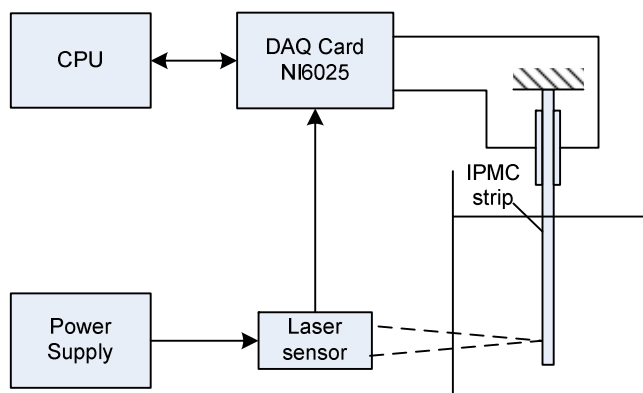 CPU
DAQ Card
NI6025
IPMC
strip
Power
Supply
Laser
sensor